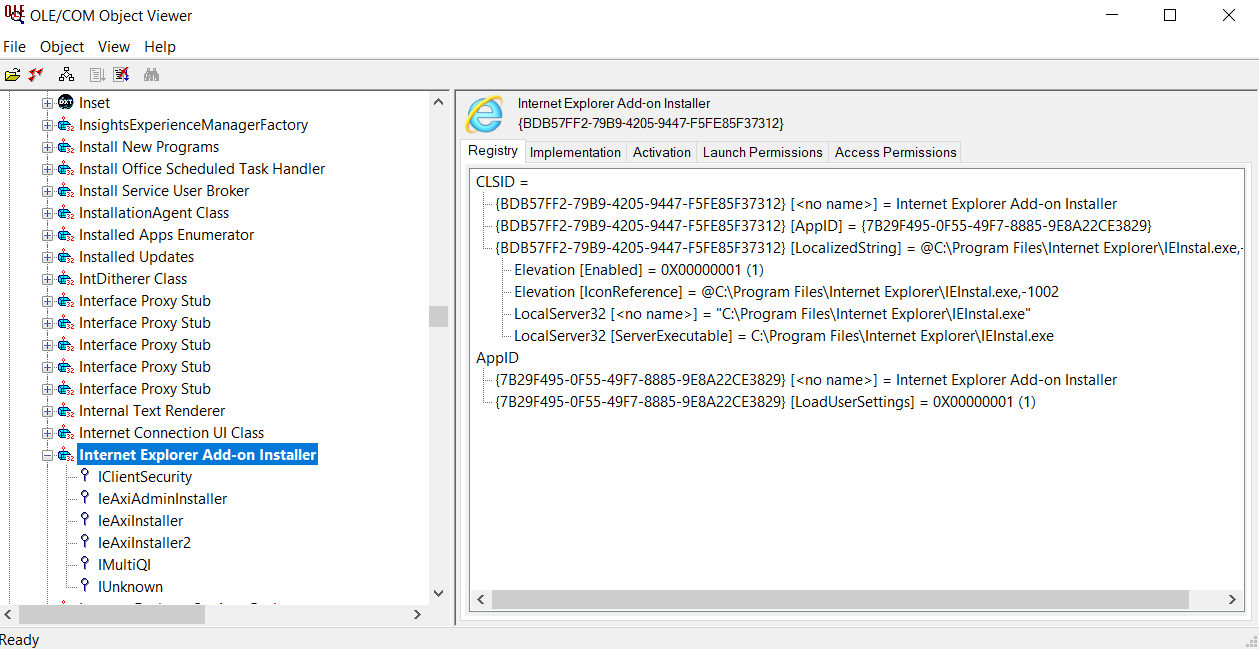 OLE/COM Object Viewer
File Object View Help
Inset
InsightsExperienceManagerFactory
Install New Programs
Install Office Scheduled Task Handler
Install Service User Broker
InstallationAgent Class
Installed Apps Enumerator
Installed Updates
IntDitherer Class
Interface Proxy Stub
Interface Proxy Stub
Interface Proxy Stub
Interface Proxy Stub
Interface Proxy Stub
Internal Text Renderer
Internet Connection UI Class
Internet Explorer Add-on Installer
IClientSecurity
IeAxiAdminInstaller
IeAxiInstaller
IeAxiInstaller2
IMultiQI
IUnknown
Internet Explorer Add-on Installer
{BDB57FF2-79B9-4205-9447-F5FE85F37312}
Registry Implementation Activation Launch Permissions Access Permissions
CLSID =
{BDB57FF2-79B9-4205-9447-F5FE85F37312} [<no name>] = Internet Explorer Add-on Installer
{BDB57FF2-79B9-4205-9447-F5FE85F37312} [AppID] = {7B29F495-0F55-49F7-8885-9E8A22CE3829}
{BDB57FF2-79B9-4205-9447-F5FE85F37312} [LocalizedString] = @C:\Program Files\Internet Explorer\IEInstal.exe,-
Elevation [Enabled] = 0X00000001 (1)
Elevation [IconReference] = @C:\Program Files\Internet Explorer\IEInstal.exe,-1002
LocalServer32 [<no name>] = "C:\Program Files\Internet Explorer\IEInstal.exe"
LocalServer32 [ServerExecutable] = C:\Program Files\Internet Explorer\IEInstal.exe
AppID
{7B29F495-0F55-49F7-8885-9E8A22CE3829} [<no name>] = Internet Explorer Add-on Installer
{7B29F495-0F55-49F7-8885-9E8A22CE3829} [LoadUserSettings] = 0X00000001 (1)
Ready